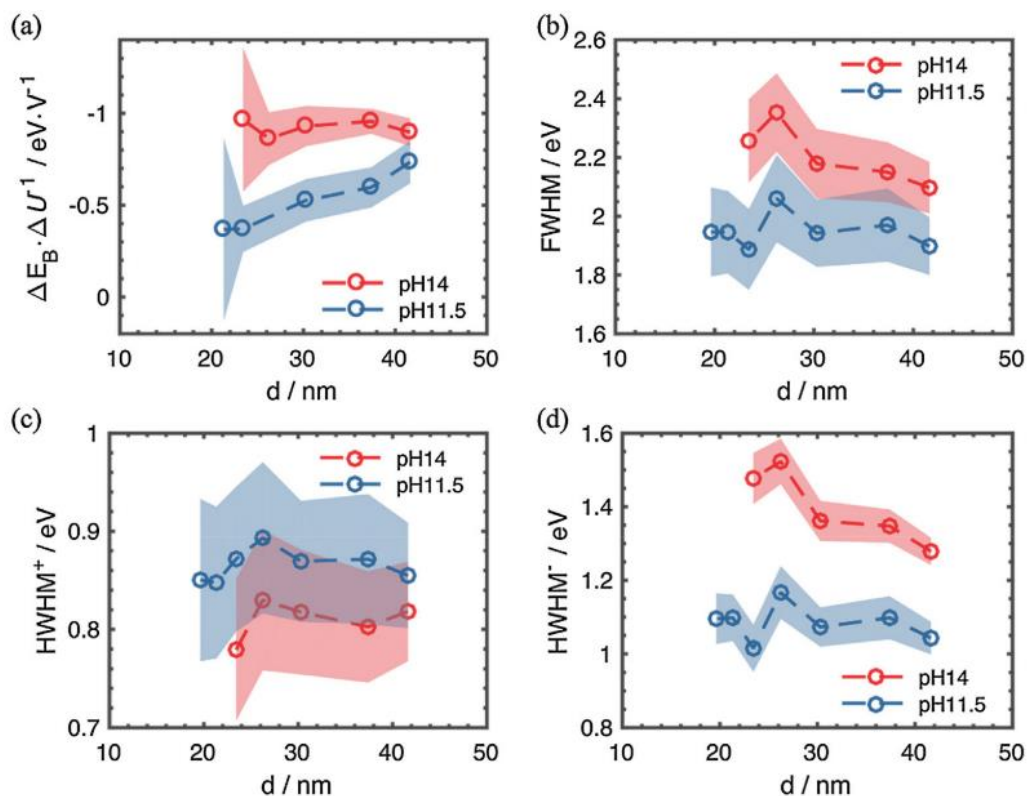 (a)
ΔE_B · ΔU⁻¹ / eV·V⁻¹
-1
-0.5
0
pH14
pH11.5
10 20 30 40 50
d / nm
(b)
FWHM / eV
2.6
2.4
2.2
2
1.8
1.6
pH14
pH11.5
10 20 30 40 50
d / nm
(c)
HWHM⁺ / eV
1
0.9
0.8
0.7
pH14
pH11.5
10 20 30 40 50
d / nm
(d)
HWHM⁻ / eV
1.6
1.4
1.2
1
0.8
pH14
pH11.5
10 20 30 40 50
d / nm